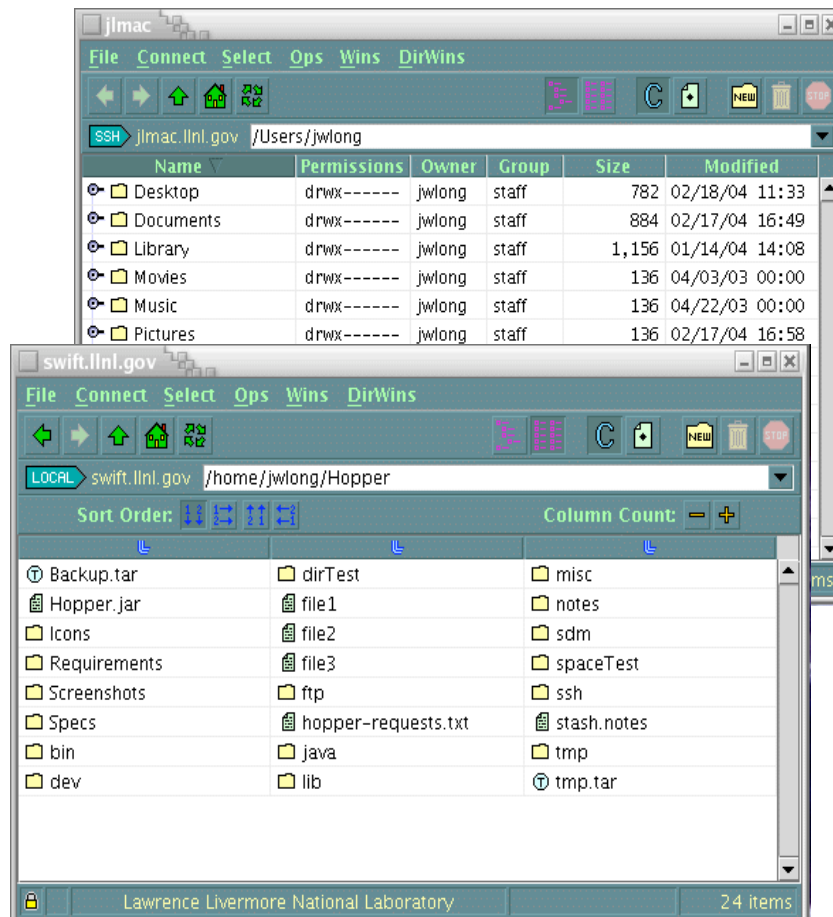 jlmac
File Connect Select Ops Wins DirWins
NEW STOP
SSH jlmac.llnl.gov /Users/jwlong
Name Permissions Owner Group Size Modified
Desktop drwx------ jwlong staff 782 02/18/04 11:33
Documents drwx------ jwlong staff 884 02/17/04 16:49
Library drwx------ jwlong staff 1,156 01/14/04 14:08
Movies drwx------ jwlong staff 136 04/03/03 00:00
Music drwx------ jwlong staff 136 04/22/03 00:00
Pictures drwx------ jwlong staff 136 02/17/04 16:58
swift.llnl.gov
File Connect Select Ops Wins DirWins
NEW STOP
LOCAL swift.llnl.gov /home/jwlong/Hopper
Sort Order: Column Count:
Backup.tar dirTest misc
Hopper.jar file1 notes
Icons file2 sdm
Requirements file3 spaceTest
Screenshots ftp ssh
Specs hopper-requests.txt stash.notes
bin java tmp
dev lib tmp.tar
ms
Lawrence Livermore National Laboratory 24 items